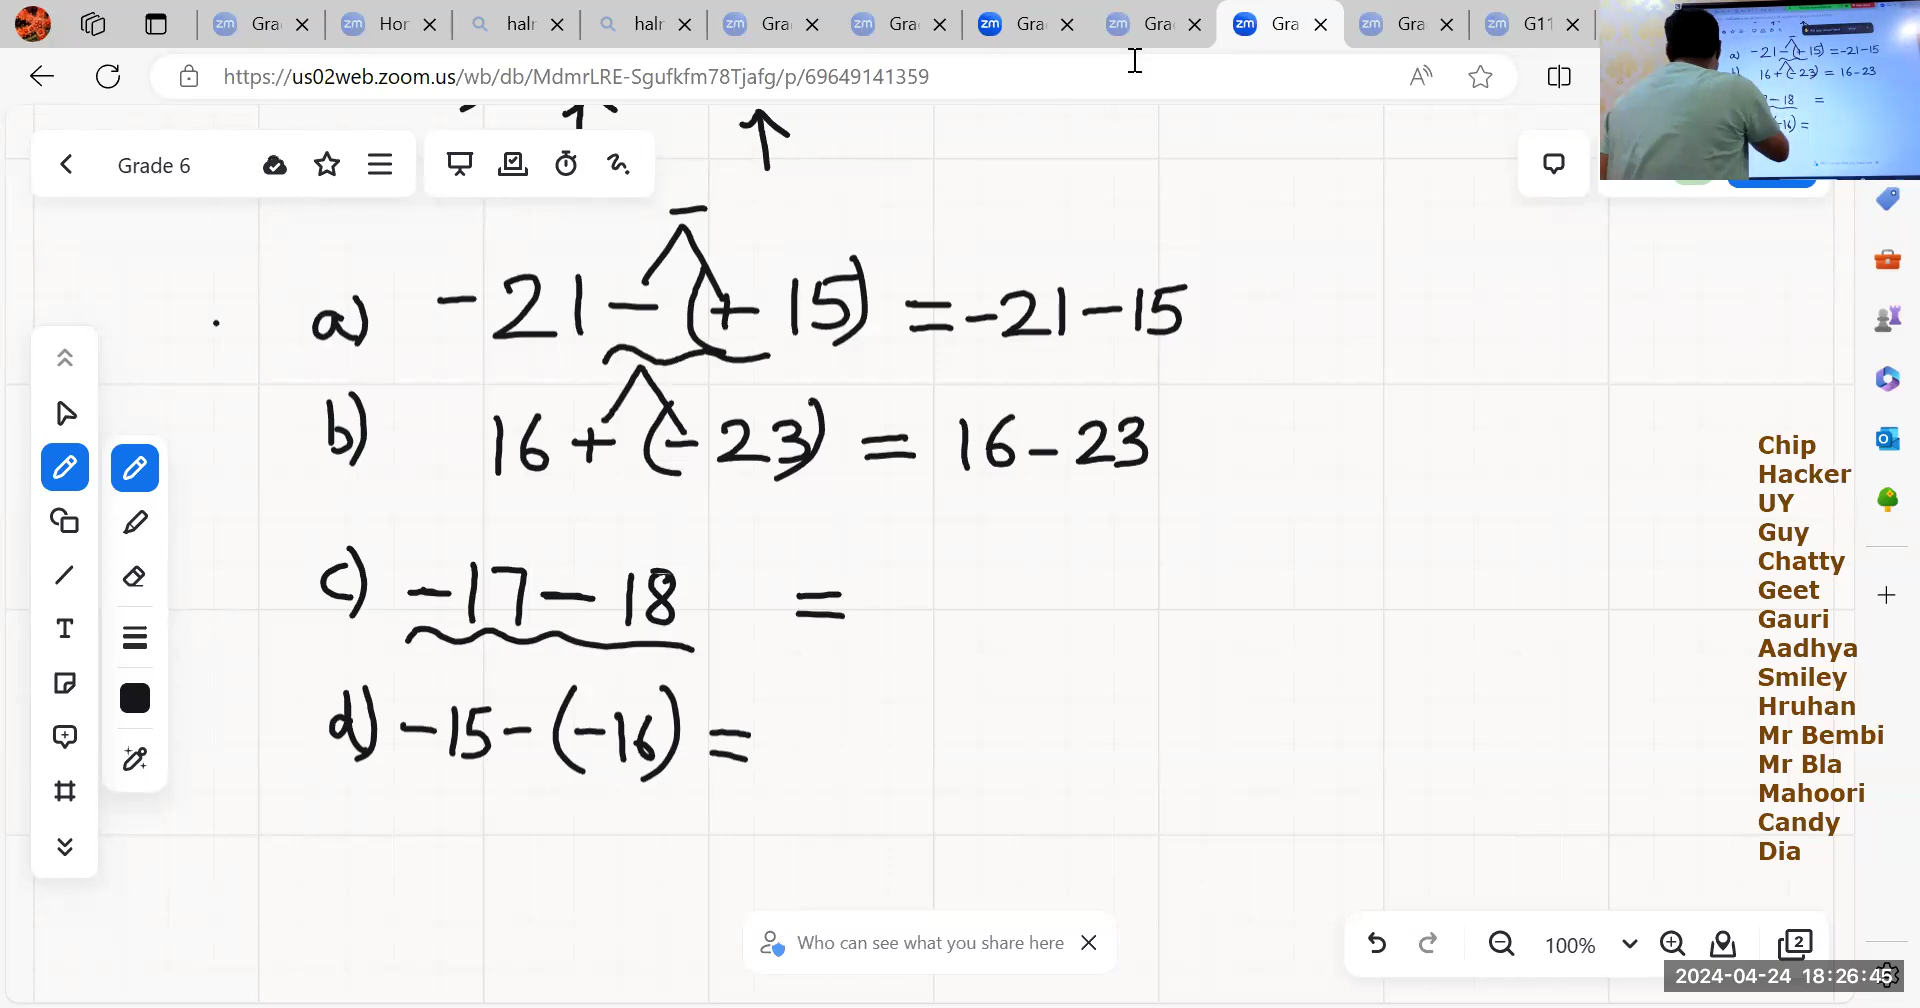 Grad
Hor
halr
halr
Gra
Gra
Gra
Gra
Gra
Gra
G11
https://us02web.zoom.us/wb/db/MdmrLRE-Sgufkfm78Tjafg/p/69649141359
Grade 6
a) -21 - (+ 15) = -21 - 15
b) 16 + (- 23) = 16 - 23
c) -17 - 18 =
d) -15 - (-16) =
Chip
Hacker
UY
Guy
Chatty
Geet
Gauri
Aadhya
Smiley
Hruhan
Mr Bembi
Mr Bla
Mahoori
Candy
Dia
Who can see what you share here
100%
2
2024-04-24 18:26:45